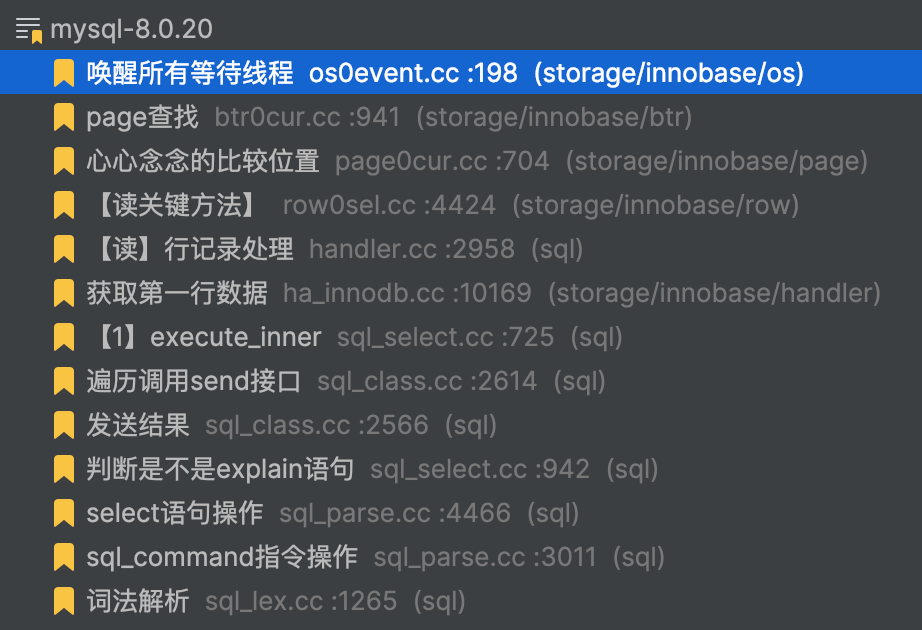 mysql-8.0.20
唤醒所有等待线程 os0event.cc :198 (storage/innobase/os)
page查找 btr0cur.cc :941 (storage/innobase/btr)
心心念念的比较位置 page0cur.cc :704 (storage/innobase/page)
【读关键方法】 row0sel.cc :4424 (storage/innobase/row)
【读】行记录处理 handler.cc :2958 (sql)
获取第一行数据 ha_innodb.cc :10169 (storage/innobase/handler)
【1】execute_inner sql_select.cc :725 (sql)
遍历调用send接口 sql_class.cc :2614 (sql)
发送结果 sql_class.cc :2566 (sql)
判断是不是explain语句 sql_select.cc :942 (sql)
select语句操作 sql_parse.cc :4466 (sql)
sql_command指令操作 sql_parse.cc :3011 (sql)
词法解析 sql_lex.cc :1265 (sql)